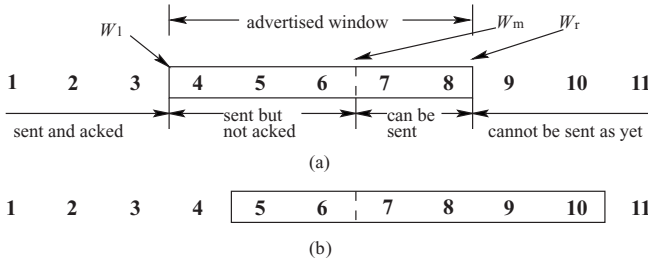 advertised window
W1 Wm Wr
1 2 3 4 5 6 7 8 9 10 11
sent and acked sent but not acked can be sent cannot be sent as yet
(a)
1 2 3 4 5 6 7 8 9 10 11
(b)